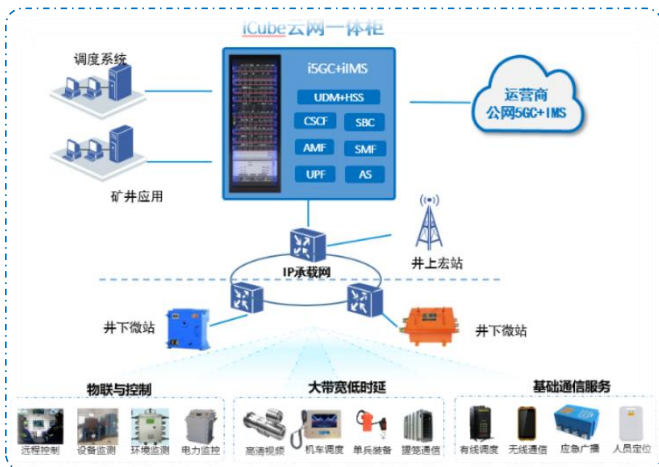 iCube云网一体柜
调度系统
i5GC+iIMS
UDM+HSS
CSCF
SBC
AMF
SMF
UPF
AS
运营商
公网5GC+IMS
矿井应用
井上宏站
IP承载网
井下微站
井下微站
物联与控制
大带宽低时延
基础通信服务
远程控制
设备监测
环境监测
电力监控
高清视频
机车调度
单兵装备
提笼通信
有线调度
无线通信
应急广播
人员定位